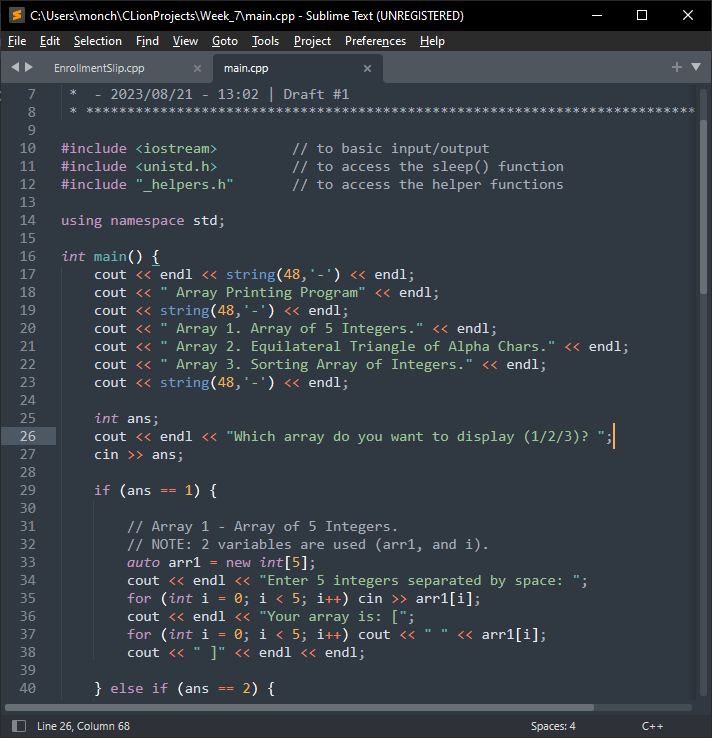 C:\Users\monch\CLionProjects\Week_7\main.cpp - Sublime Text (UNREGISTERED)
File Edit Selection Find View Goto Tools Project Preferences Help
EnrollmentSlip.cpp main.cpp
7  *  - 2023/08/21 - 13:02 | Draft #1
8  * **************************************************************************
9
10 #include <iostream>         // to basic input/output
11 #include <unistd.h>         // to access the sleep() function
12 #include "_helpers.h"       // to access the helper functions
13
14 using namespace std;
15
16 int main() {
17     cout << endl << string(48,'-') << endl;
18     cout << " Array Printing Program" << endl;
19     cout << string(48,'-') << endl;
20     cout << " Array 1. Array of 5 Integers." << endl;
21     cout << " Array 2. Equilateral Triangle of Alpha Chars." << endl;
22     cout << " Array 3. Sorting Array of Integers." << endl;
23     cout << string(48,'-') << endl;
24
25     int ans;
26     cout << endl << "Which array do you want to display (1/2/3)? ";
27     cin >> ans;
28
29     if (ans == 1) {
30
31         // Array 1 - Array of 5 Integers.
32         // NOTE: 2 variables are used (arr1, and i).
33         auto arr1 = new int[5];
34         cout << endl << "Enter 5 integers separated by space: ";
35         for (int i = 0; i < 5; i++) cin >> arr1[i];
36         cout << endl << "Your array is: [";
37         for (int i = 0; i < 5; i++) cout << " " << arr1[i];
38         cout << " ]" << endl << endl;
39
40     } else if (ans == 2) {
Line 26, Column 68 Spaces: 4 C++